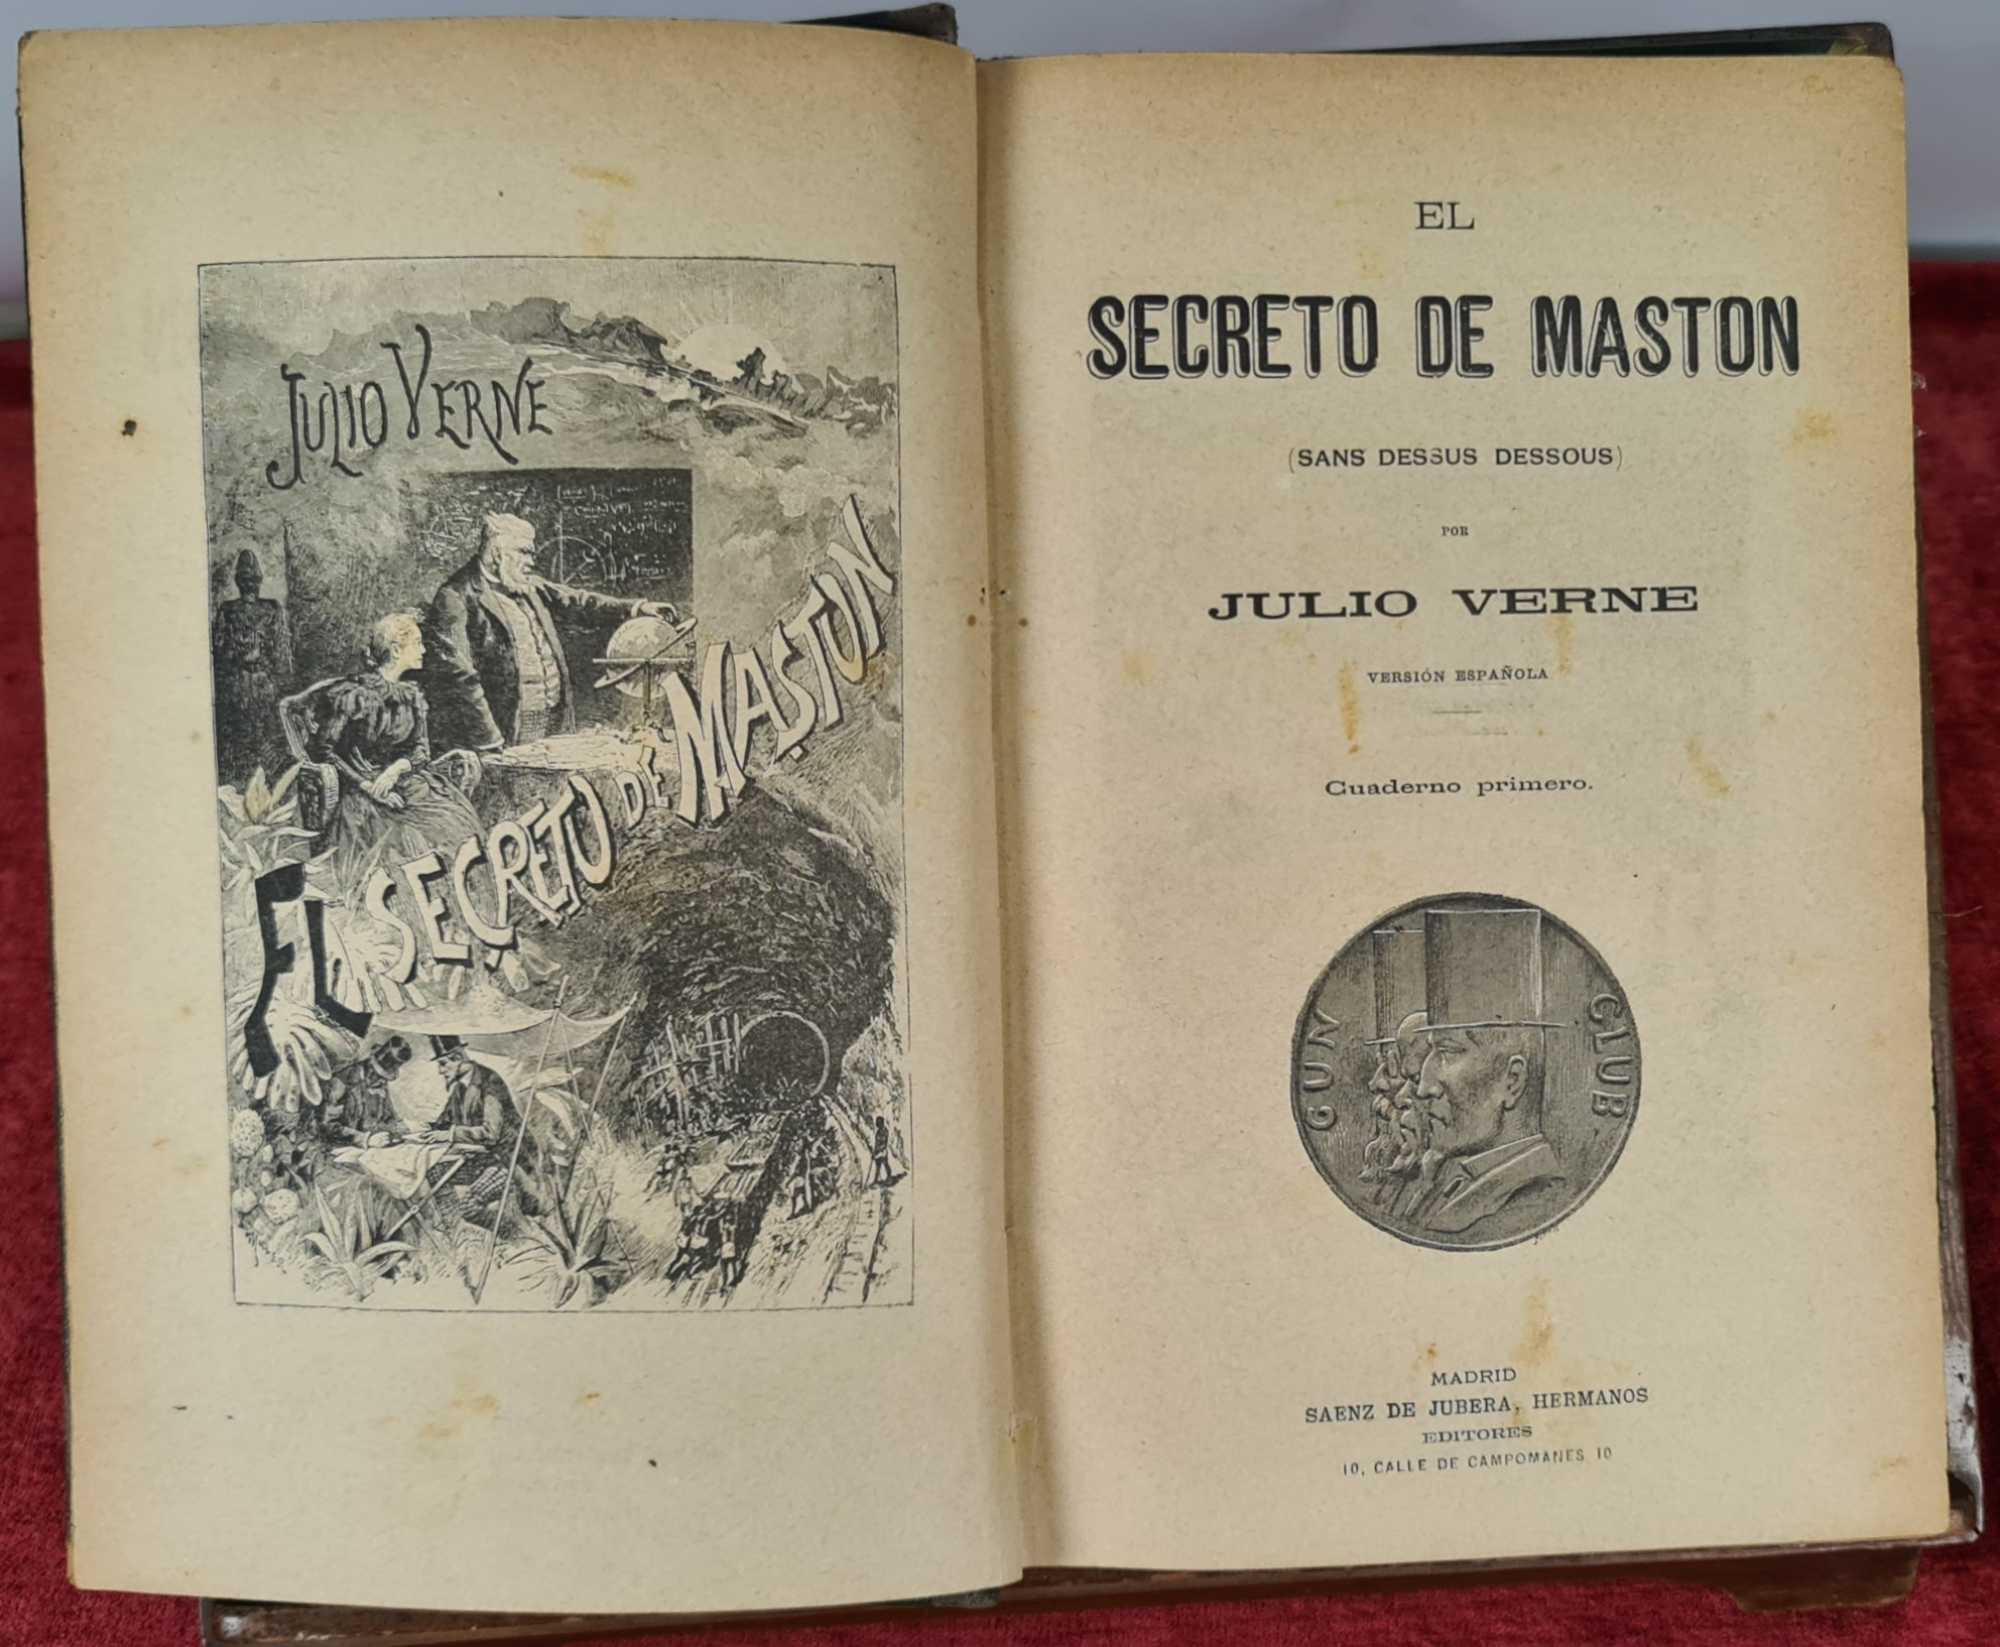 JULIO VERNE
EL SECRETO DE MASTON
EL
SECRETO DE MASTON
(SANS DESSUS DESSOUS)
POR
JULIO VERNE
VERSIÓN ESPAÑOLA
Cuaderno primero.
GUN CLUB
MADRID
SAENZ DE JUBERA, HERMANOS
EDITORES
10, CALLE DE CAMPOMANES 10